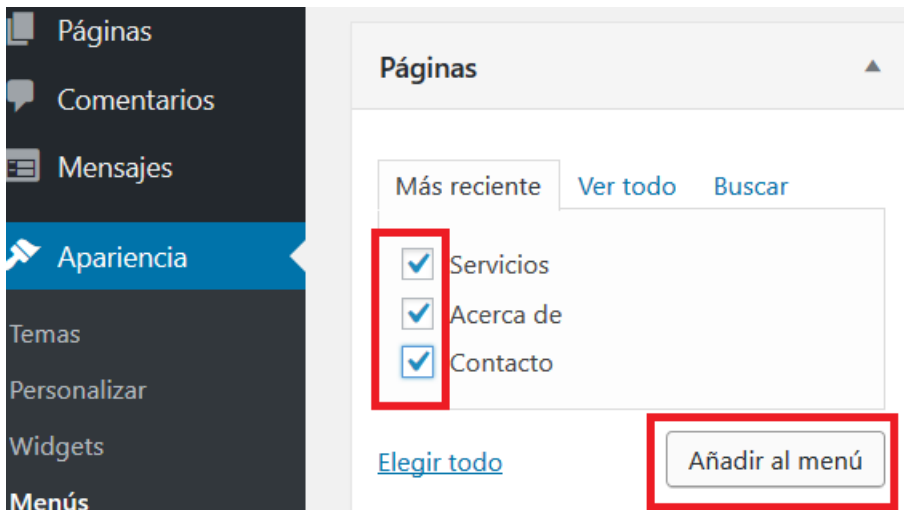 Páginas
Comentarios
Mensajes
Apariencia
Temas
Personalizar
Widgets
Menús
Páginas
Más reciente Ver todo Buscar
Servicios
Acerca de
Contacto
Elegir todo Añadir al menú